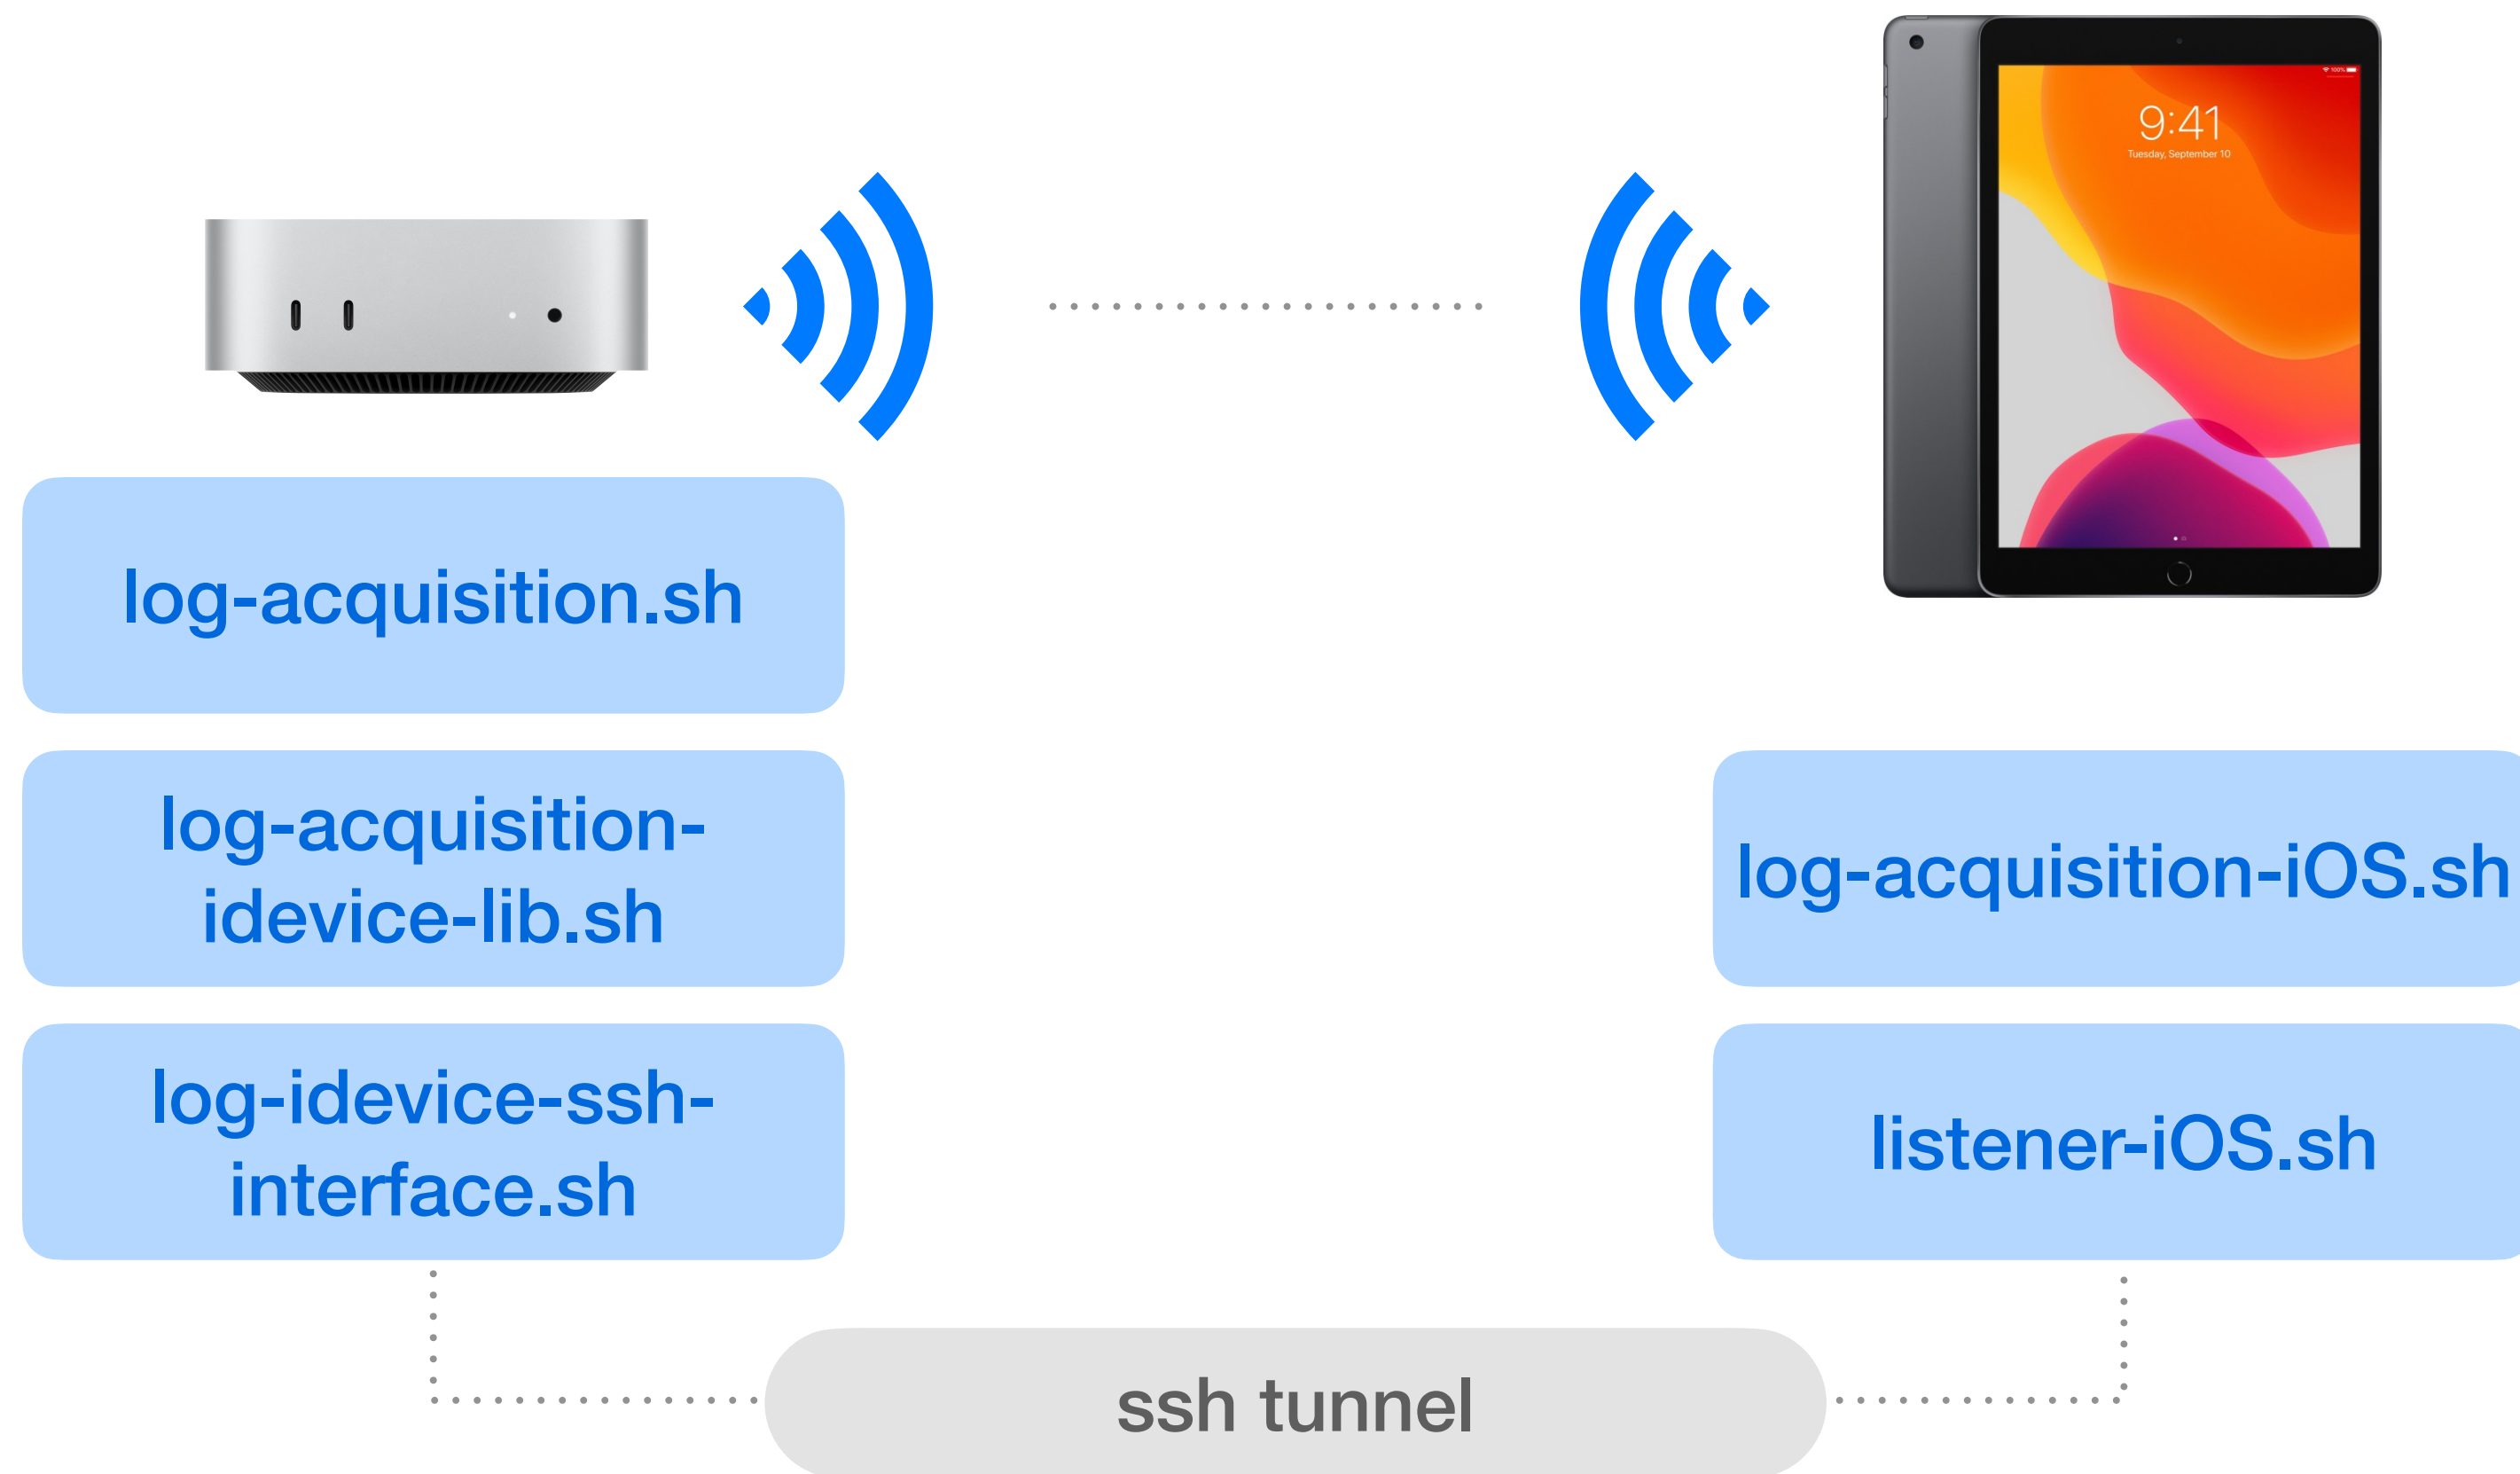 100%
9:41
Tuesday, September 10
log-acquisition.sh
log-acquisition-
idevice-lib.sh
log-idevice-ssh-
interface.sh
log-acquisition-iOS.sh
listener-iOS.sh
ssh tunnel